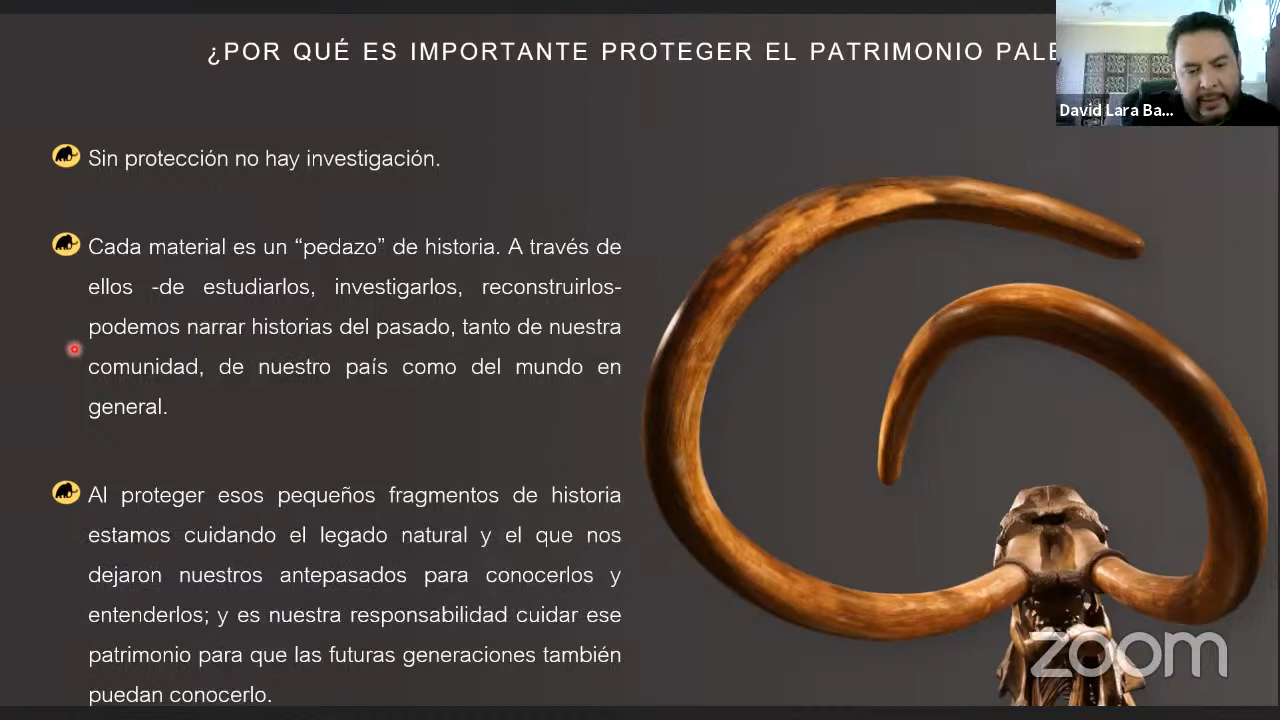 ¿POR QUÉ ES IMPORTANTE PROTEGER EL PATRIMONIO
David Lara Ba...
Sin protección no hay investigación.
Cada material es un “pedazo” de historia. A través de
ellos -de estudiarlos, investigarlos, reconstruirlos-
podemos narrar historias del pasado, tanto de nuestra
comunidad, de nuestro país como del mundo en
general.
Al proteger esos pequeños fragmentos de historia
estamos cuidando el legado natural y el que nos
dejaron nuestros antepasados para conocerlos y
entenderlos; y es nuestra responsabilidad cuidar ese
patrimonio para que las futuras generaciones también
puedan conocerlo.
zoom